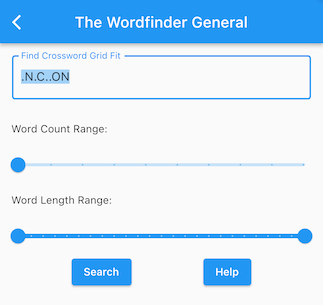 The Wordfinder General
Find Crossword Grid Fit
.N.C..ON
Word Count Range:
Word Length Range:
Search Help